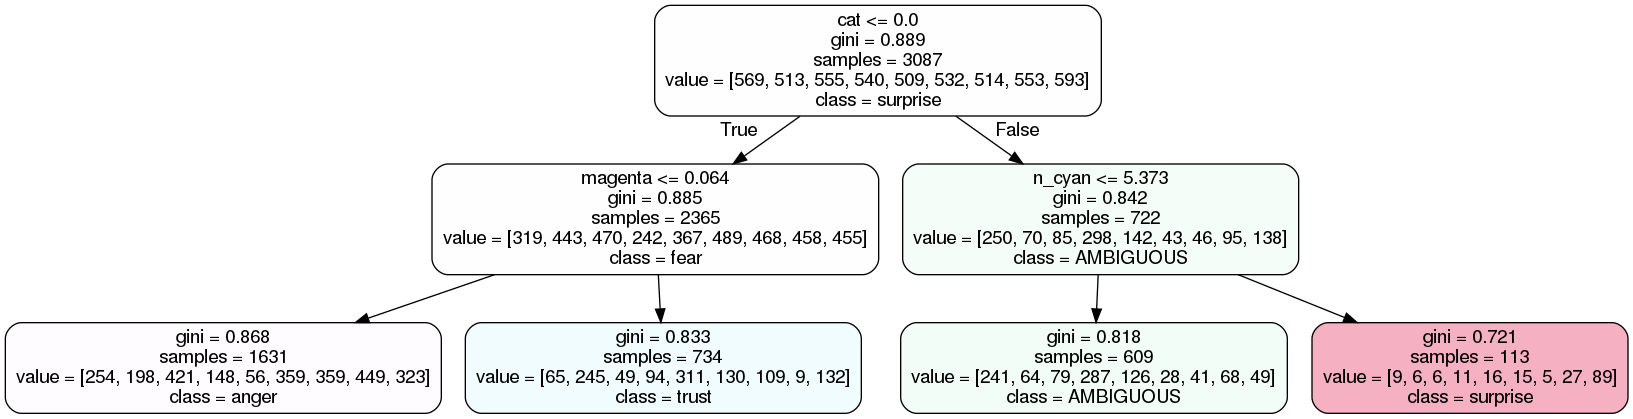 cat <= 0.0
gini = 0.889
samples = 3087
value = [569, 513, 555, 540, 509, 532, 514, 553, 593]
class = surprise
True
False
magenta <= 0.064
gini = 0.885
samples = 2365
value = [319, 443, 470, 242, 367, 489, 468, 458, 455]
class = fear
n_cyan <= 5.373
gini = 0.842
samples = 722
value = [250, 70, 85, 298, 142, 43, 46, 95, 138]
class = AMBIGUOUS
gini = 0.868
samples = 1631
value = [254, 198, 421, 148, 56, 359, 359, 449, 323]
class = anger
gini = 0.833
samples = 734
value = [65, 245, 49, 94, 311, 130, 109, 9, 132]
class = trust
gini = 0.818
samples = 609
value = [241, 64, 79, 287, 126, 28, 41, 68, 49]
class = AMBIGUOUS
gini = 0.721
samples = 113
value = [9, 6, 6, 11, 16, 15, 5, 27, 89]
class = surprise